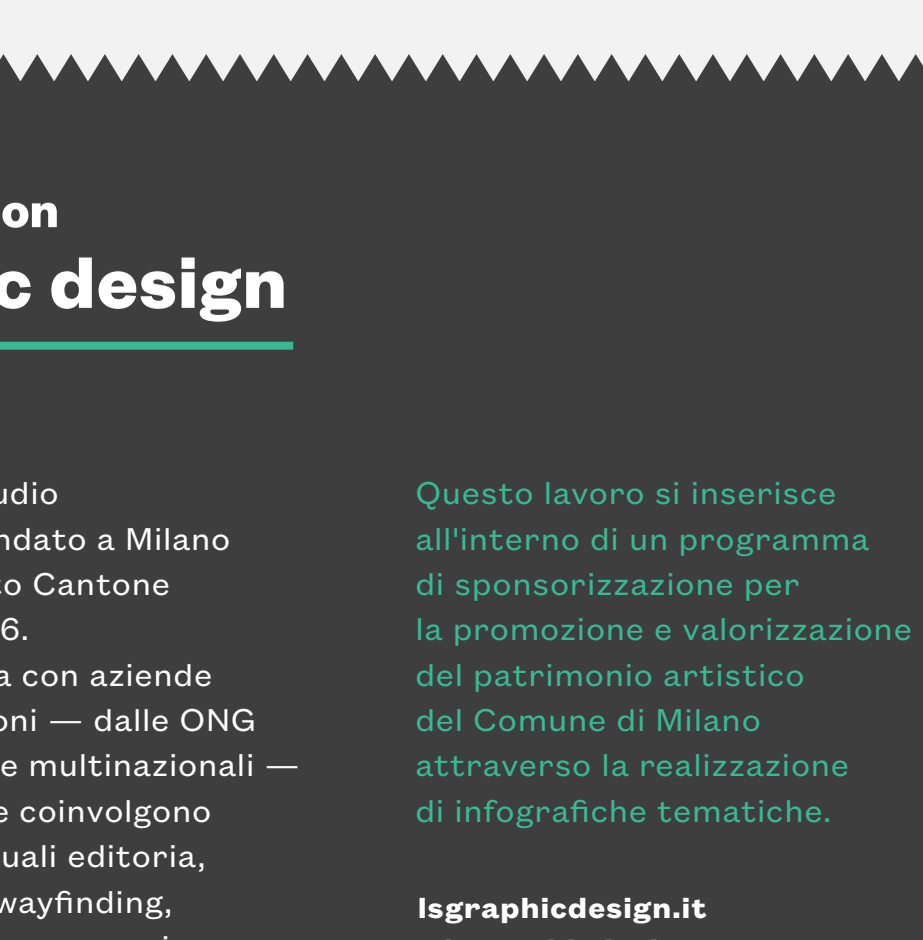 on
c design
udio
ndato a Milano
to Cantone
6.
a con aziende
oni — dalle ONG
e multinazionali —
e coinvolgono
uali editoria,
wayfinding,
Questo lavoro si inserisce
all'interno di un programma
di sponsorizzazione per
la promozione e valorizzazione
del patrimonio artistico
del Comune di Milano
attraverso la realizzazione
di infografiche tematiche.
lsgraphicdesign.it